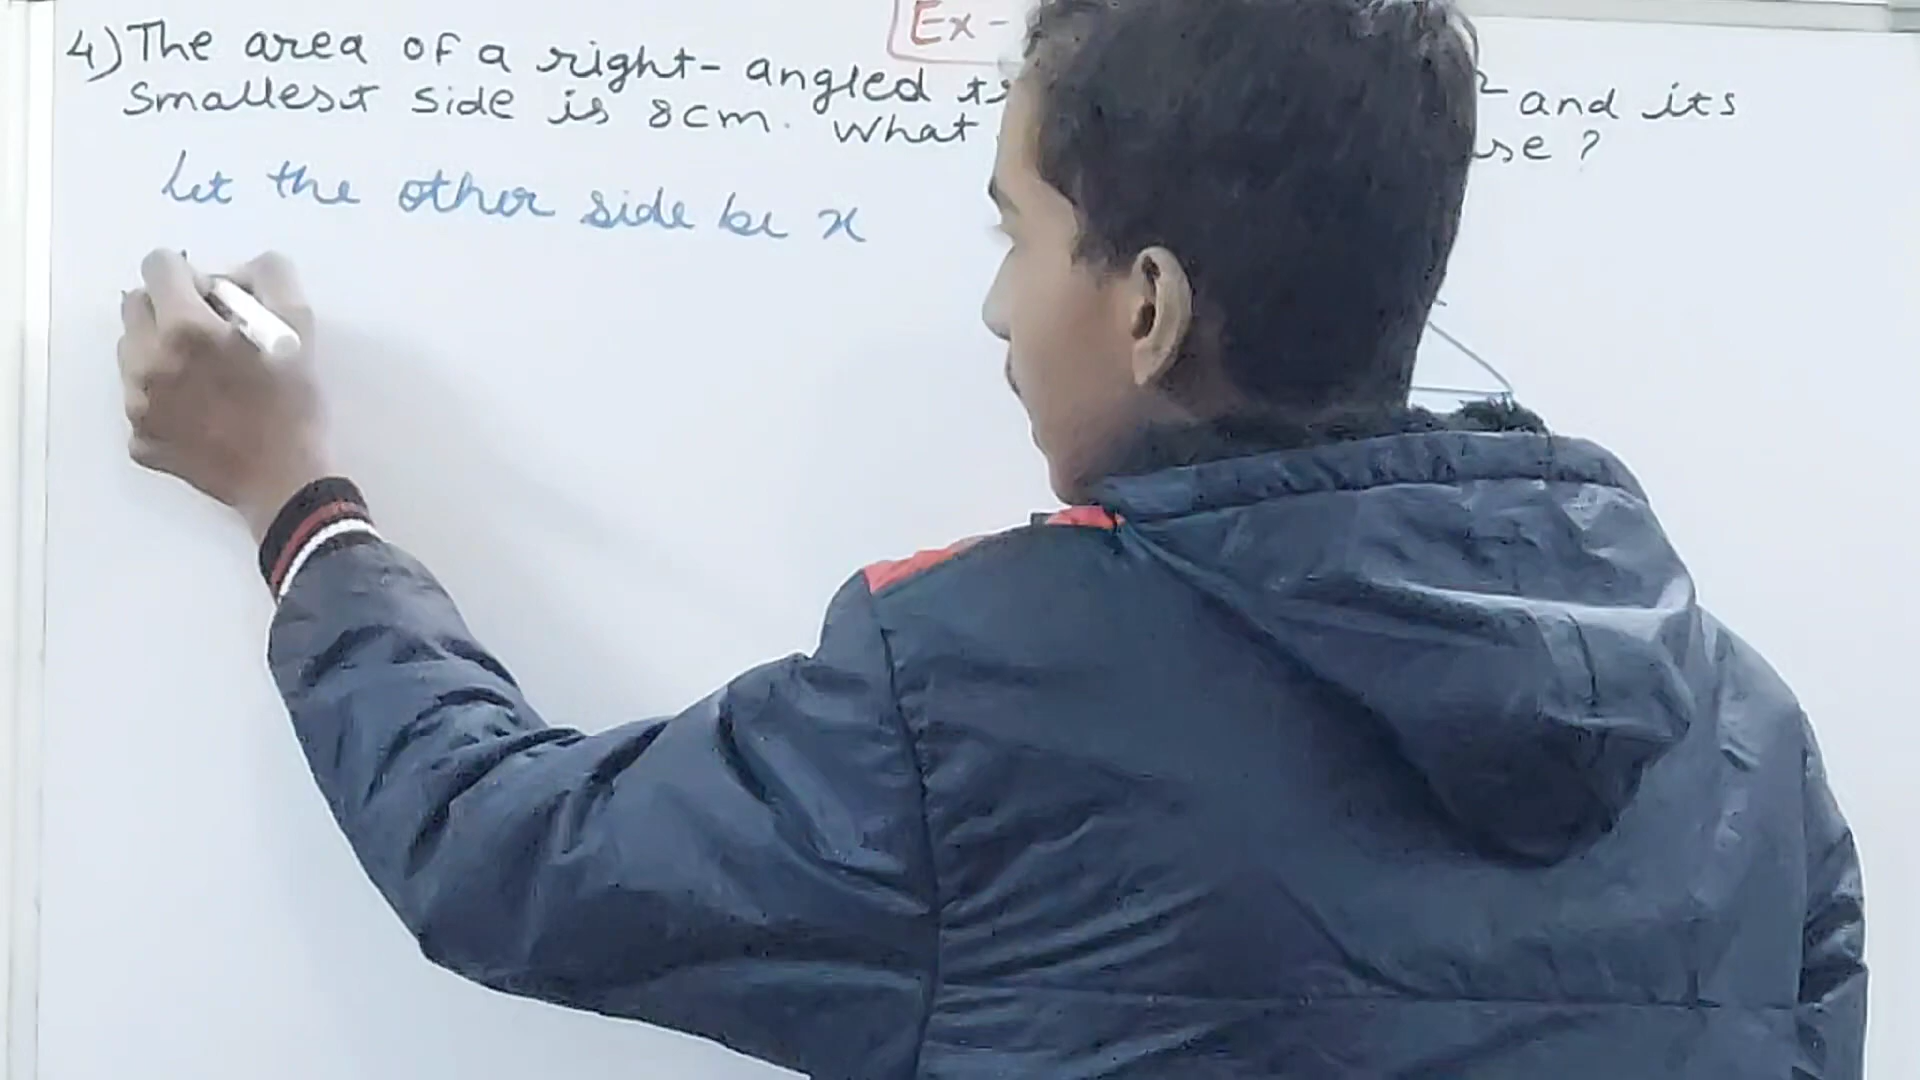 Ex-
4) The area of a right-angled 2 and its
smallest side is 8cm. What ?
Let the other side be x